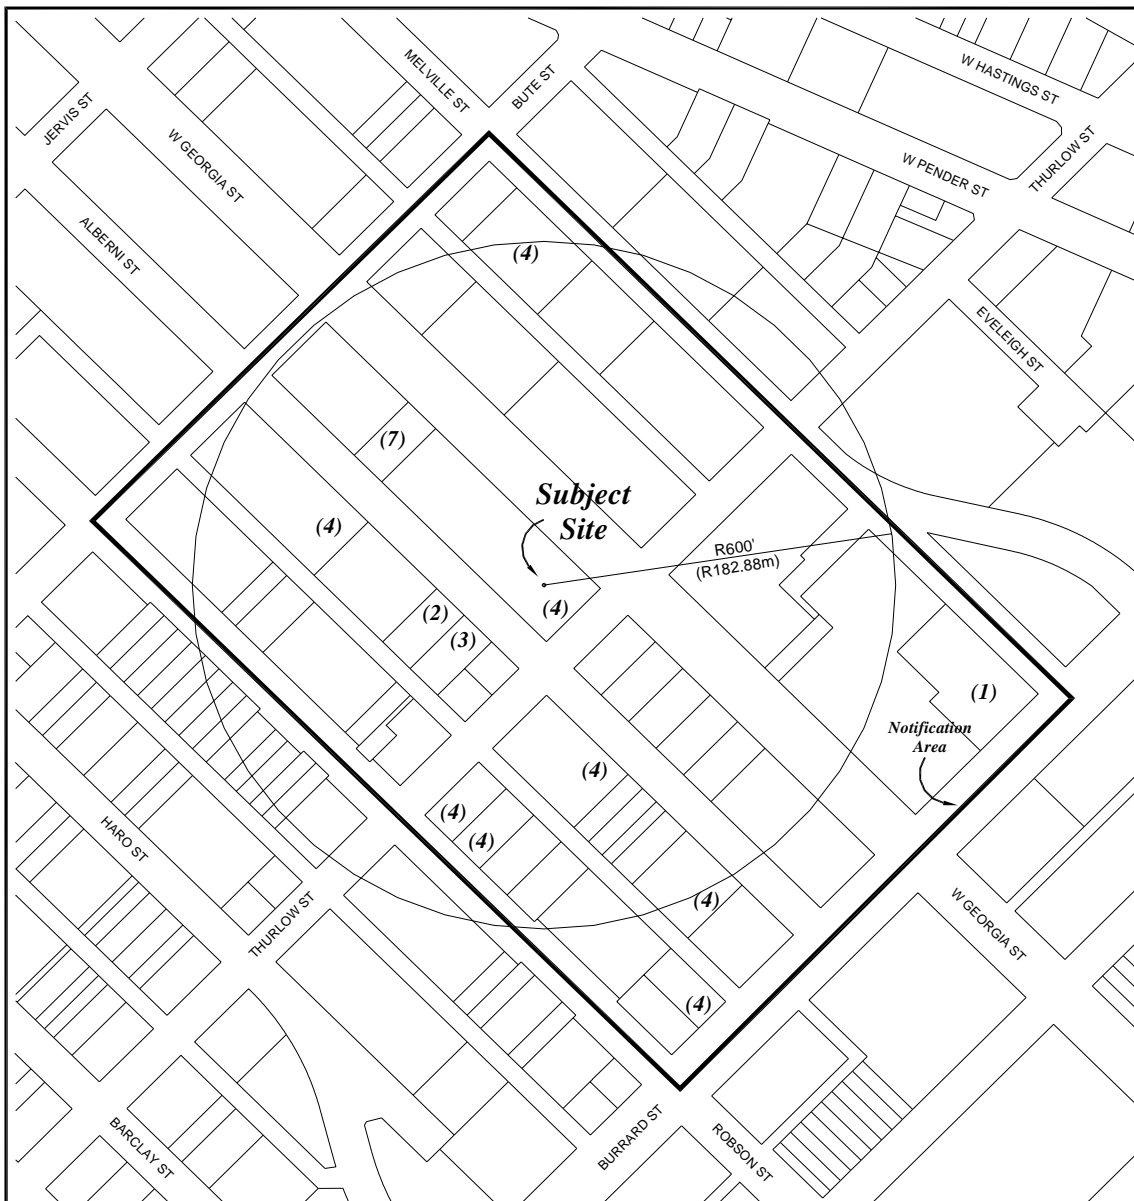 W HASTINGS ST
MELVILLE ST
BUTE ST
JERVIS ST
W GEORGIA ST
THURLOW ST
W PENDER ST
ALBERNI ST
(4)
EVELEIGH ST
(7)
Subject
Site
(4)
R600'
(R182.88m)
(4)
(2)
(3)
(1)
Notification
Area
(4)
(4)
(4)
HARO ST
(4)
THURLOW ST
W GEORGIA ST
(4)
BARCLAY ST
BURRARD ST
ROBSON ST